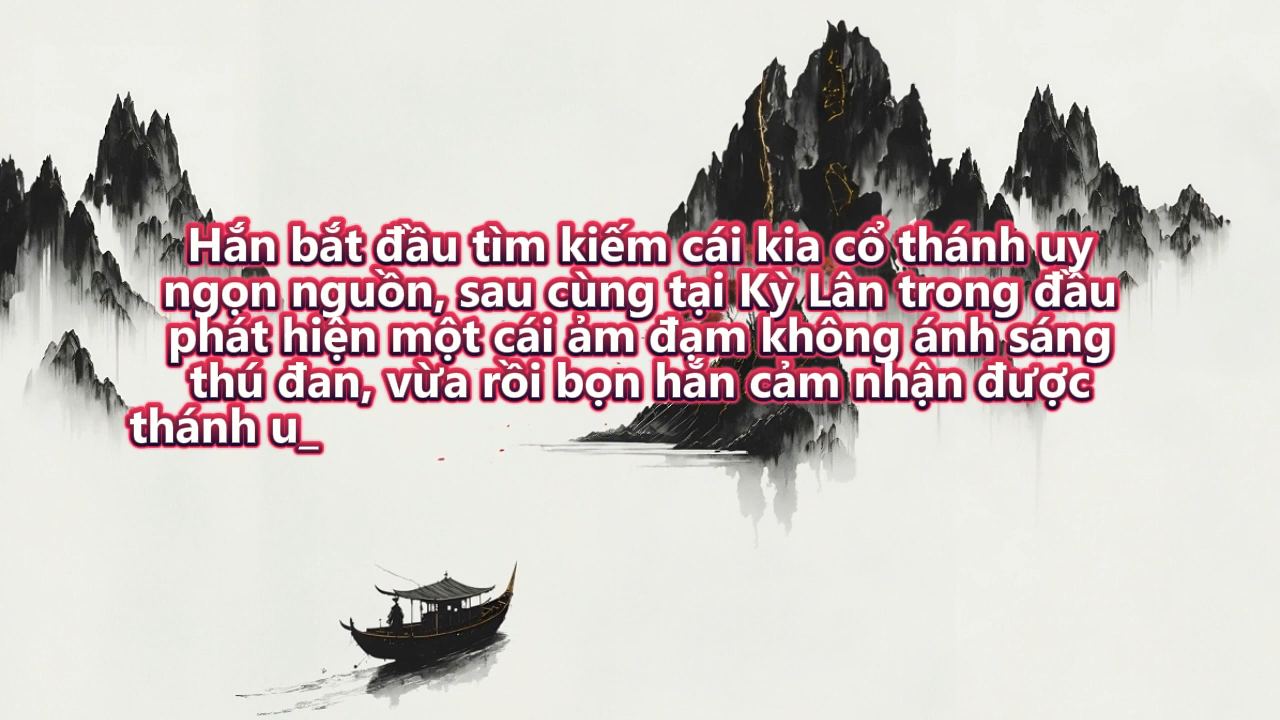 Hắn bắt đầu tìm kiếm cái kia cổ thánh uy
ngọn nguồn, sau cùng tại Kỳ Lân trong đầu
phát hiện một cái ảm đạm không ánh sáng
thú đan, vừa rồi bọn hắn cảm nhận được
thánh u_